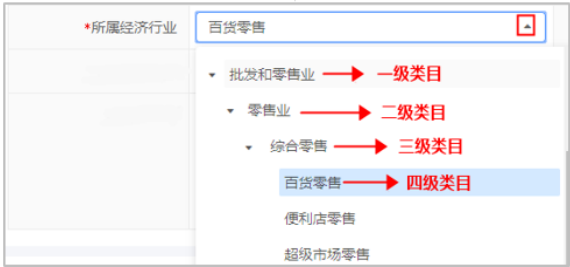 *所属经济行业 百货零售
批发和零售业 一级类目
零售业 二级类目
综合零售 三级类目
百货零售 四级类目
便利店零售
超级市场零售